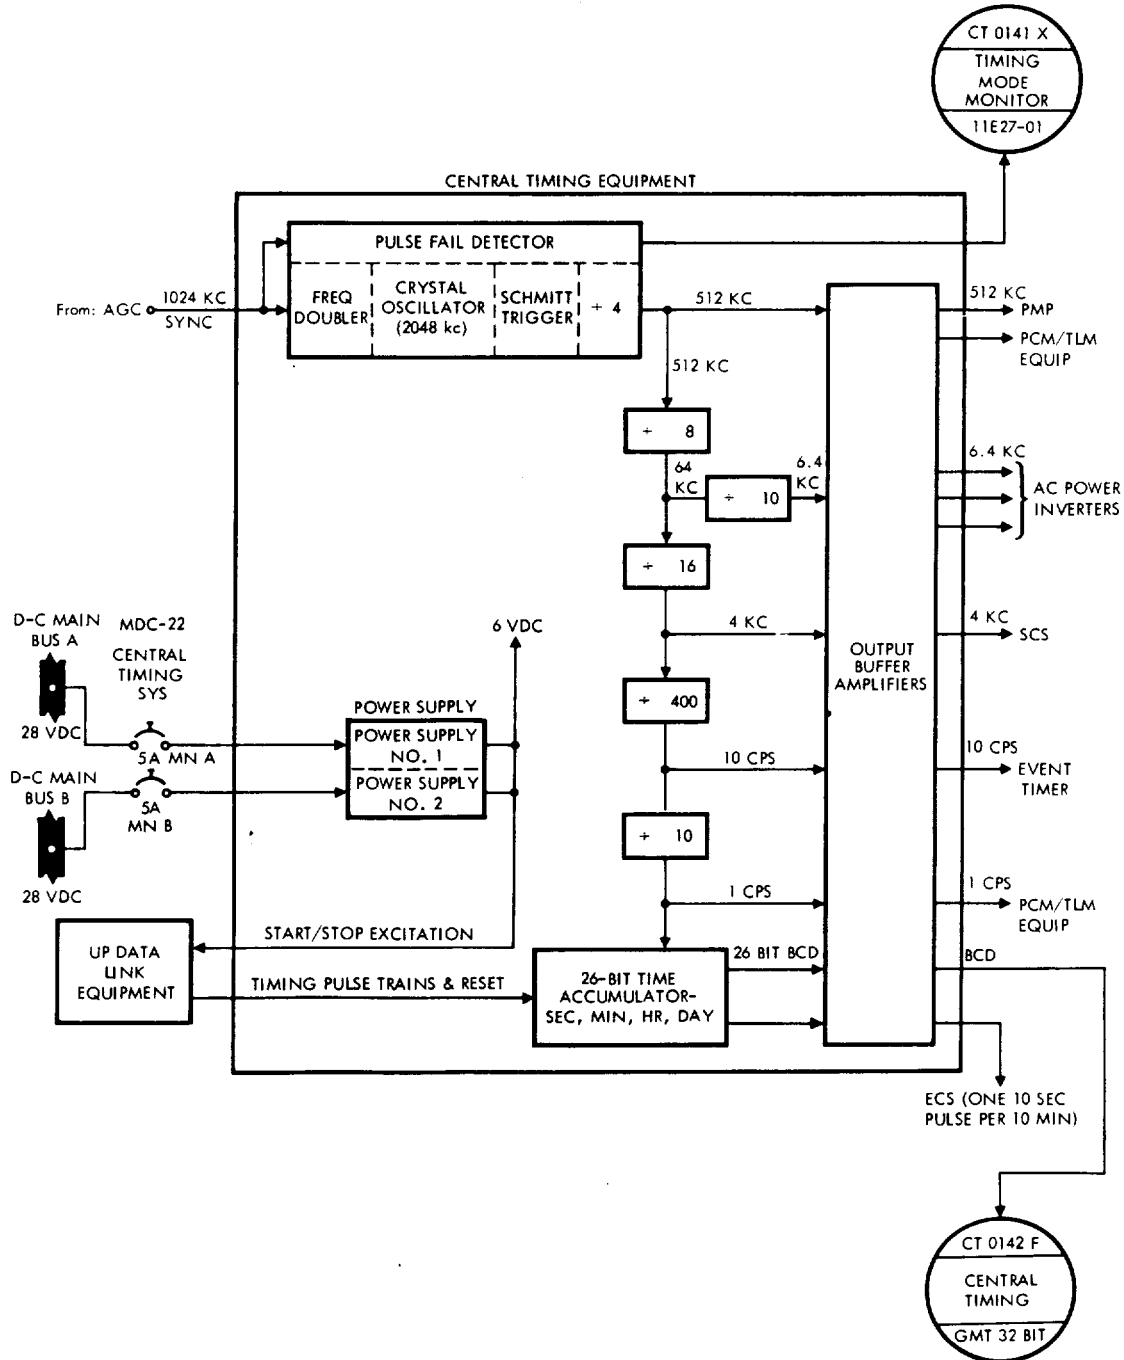 CT 0141 X
TIMING
MODE
MONITOR
11E27-01
CENTRAL TIMING EQUIPMENT
PULSE FAIL DETECTOR
From: AGC
1024 KC
SYNC
FREQ
DOUBLER
CRYSTAL
OSCILLATOR
(2048 kc)
SCHMITT
TRIGGER
÷ 4
512 KC
512 KC
PMP
PCM/TLM
EQUIP
512 KC
÷ 8
64
KC
÷ 10
6.4
KC
6.4 KC
AC POWER
INVERTERS
÷ 16
4 KC
4 KC
SCS
OUTPUT
BUFFER
AMPLIFIERS
D-C MAIN
BUS A
28 VDC
MDC-22
CENTRAL
TIMING
SYS
5A MN A
D-C MAIN
BUS B
28 VDC
5A
MN B
6 VDC
POWER SUPPLY
POWER SUPPLY
NO. 1
POWER SUPPLY
NO. 2
÷ 400
10 CPS
10 CPS
EVENT
TIMER
÷ 10
1 CPS
1 CPS
PCM/TLM
EQUIP
UP DATA
LINK
EQUIPMENT
START/STOP EXCITATION
TIMING PULSE TRAINS & RESET
26-BIT TIME
ACCUMULATOR-
SEC, MIN, HR, DAY
26 BIT BCD
BCD
ECS (ONE 10 SEC
PULSE PER 10 MIN)
CT 0142 F
CENTRAL
TIMING
GMT 32 BIT